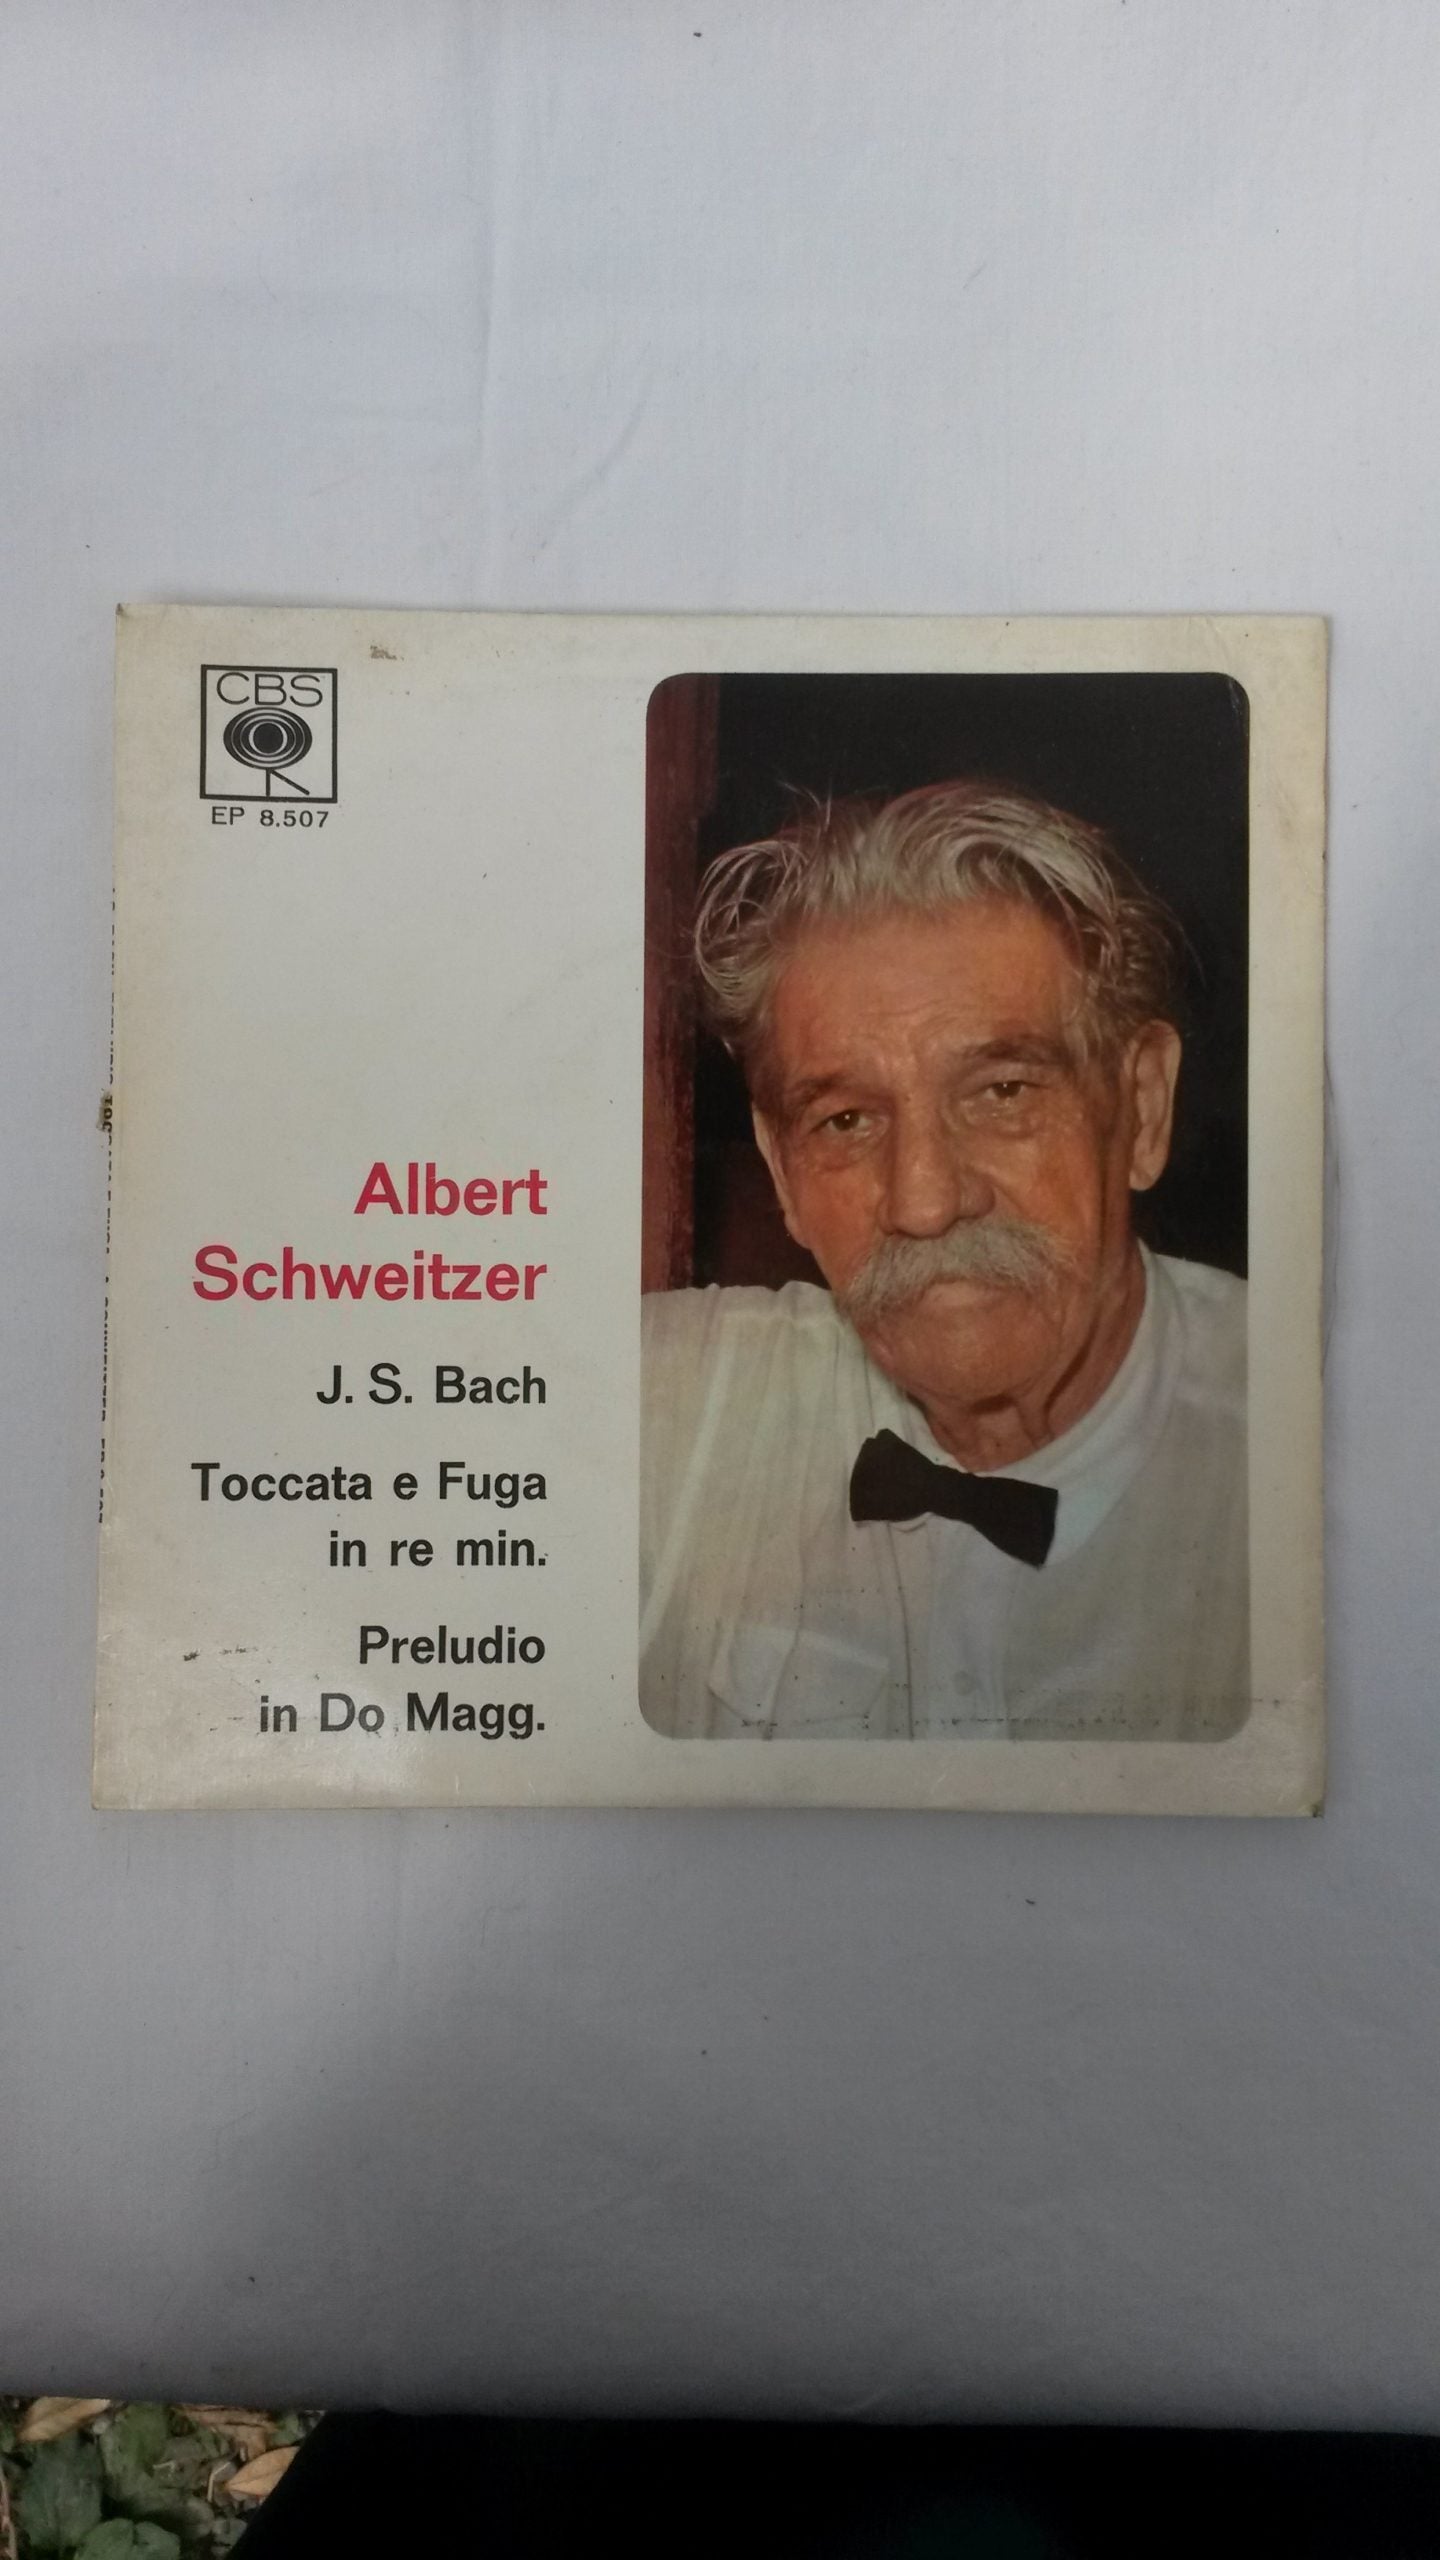 CBS
EP 8.507
Albert
Schweitzer
J. S. Bach
Toccata e Fuga
in re min.
Preludio
in Do Magg.